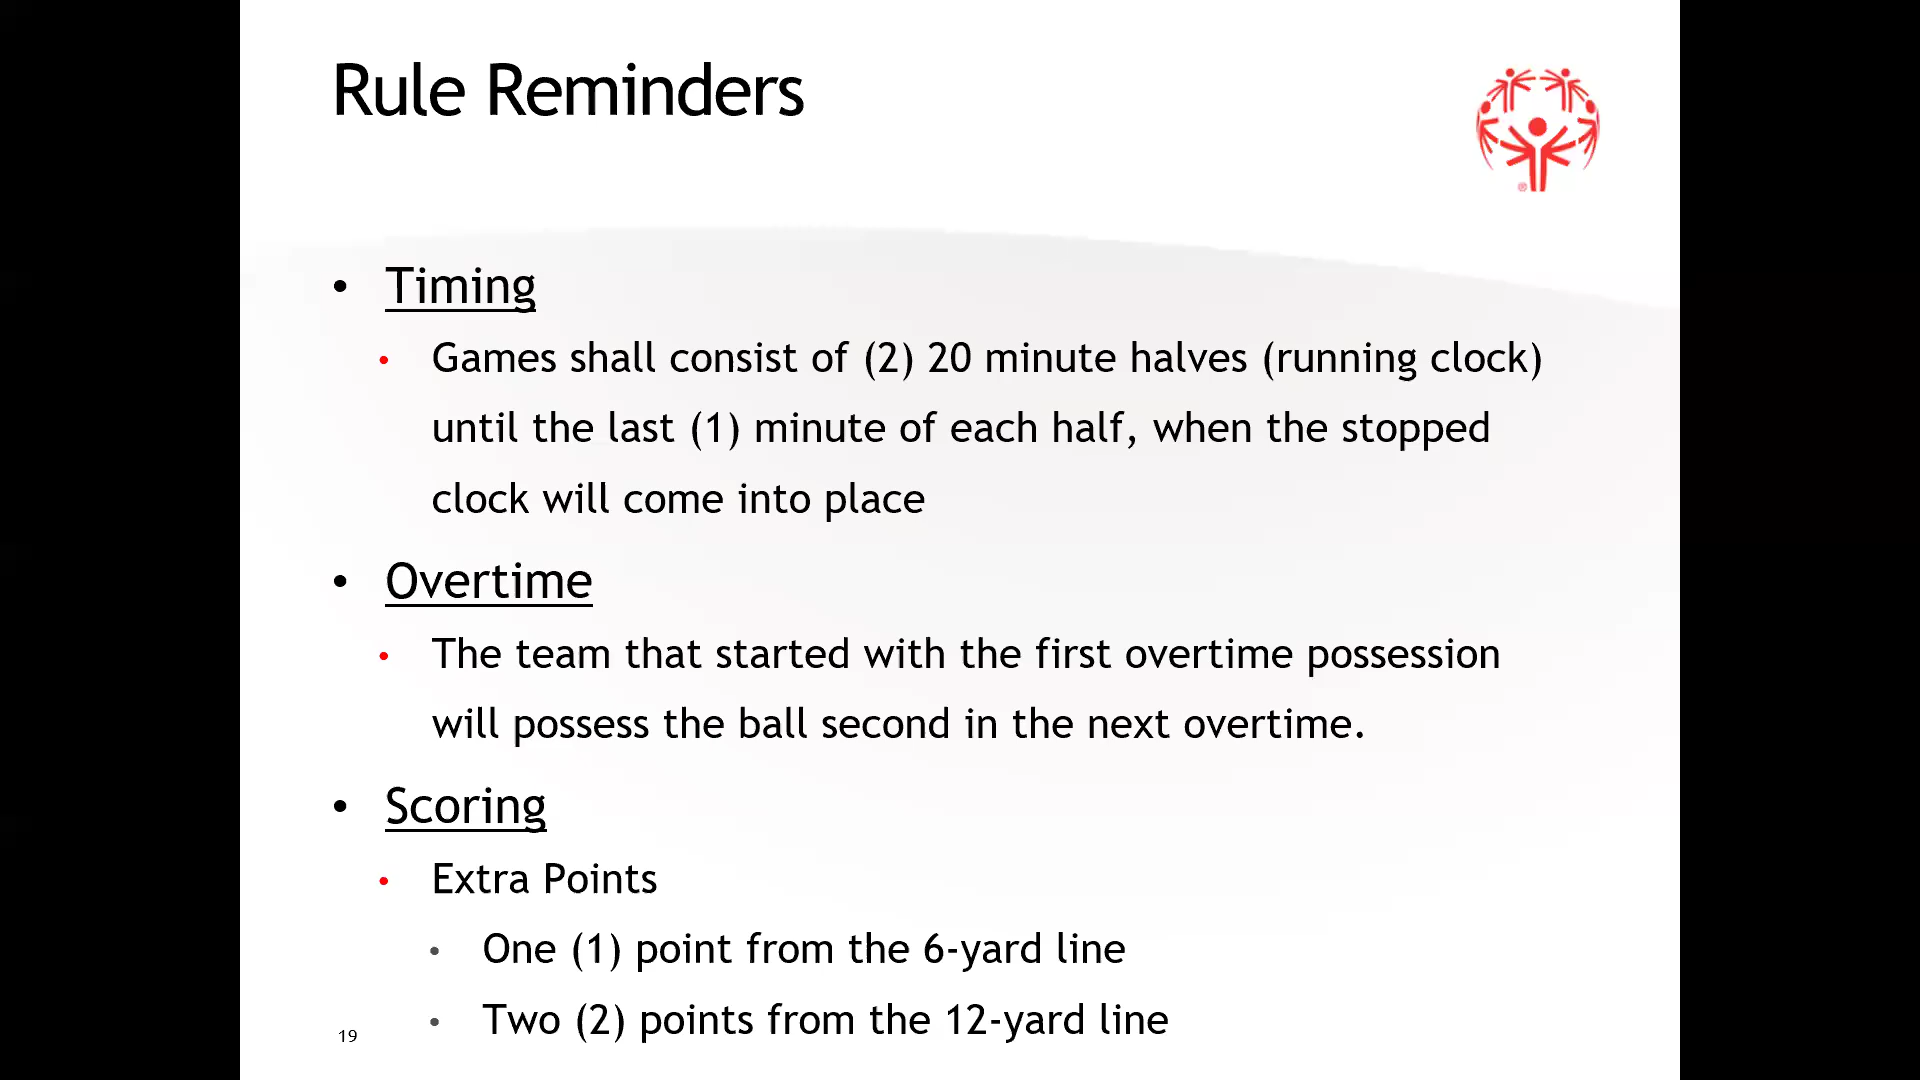 Rule Reminders
®
• Timing
• Games shall consist of (2) 20 minute halves (running clock)
until the last (1) minute of each half, when the stopped
clock will come into place
• Overtime
• The team that started with the first overtime possession
will possess the ball second in the next overtime.
• Scoring
• Extra Points
• One (1) point from the 6-yard line
• Two (2) points from the 12-yard line
19